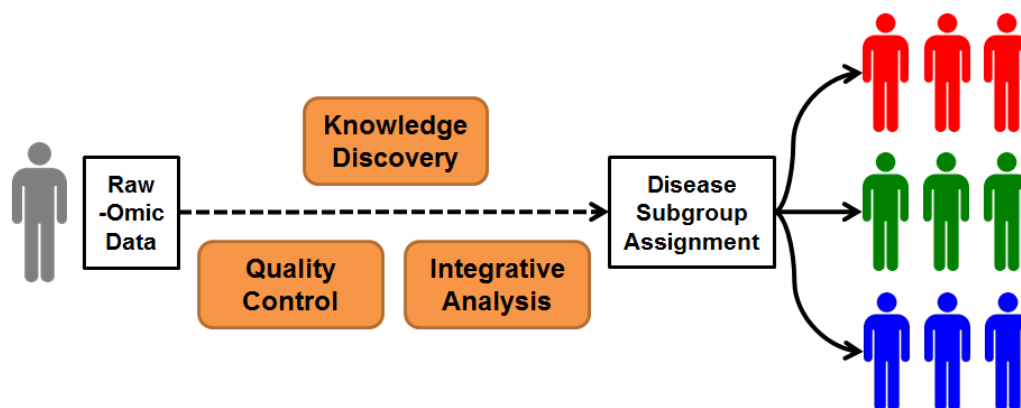 Raw
-Omic
Data
Knowledge
Discovery
Quality
Control
Integrative
Analysis
Disease
Subgroup
Assignment